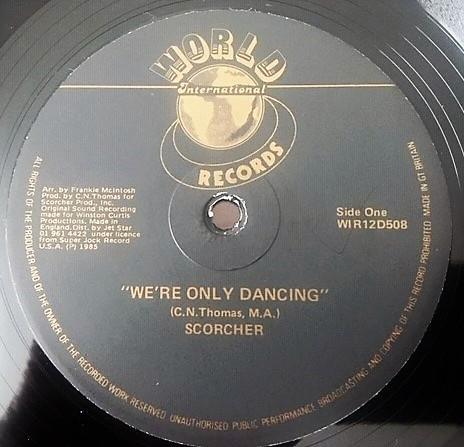 WORLD
International
RECORDS
Arr. by Frankie McIntosh
Prod. by C.N.Thomas for
Scorcher Prod., Inc.
Original Sound Recording
made for Winston Curtis
Productions. Made in
England.Dist. by Jet Star
01 961 4422 under licence
from Super Jock Record
U.S.A. (P) 1985
Side One
WIR12D508
"WE'RE ONLY DANCING"
(C.N.Thomas, M.A.)
SCORCHER
ALL RIGHTS OF THE PRODUCER AND OF THE OWNER OF THE RECORDED WORK RESERVED UNAUTHORISED PUBLIC PERFORMANCE BROADCASTING AND COPYING OF THIS RECORD PROHIBITED MADE IN GT BRITAIN